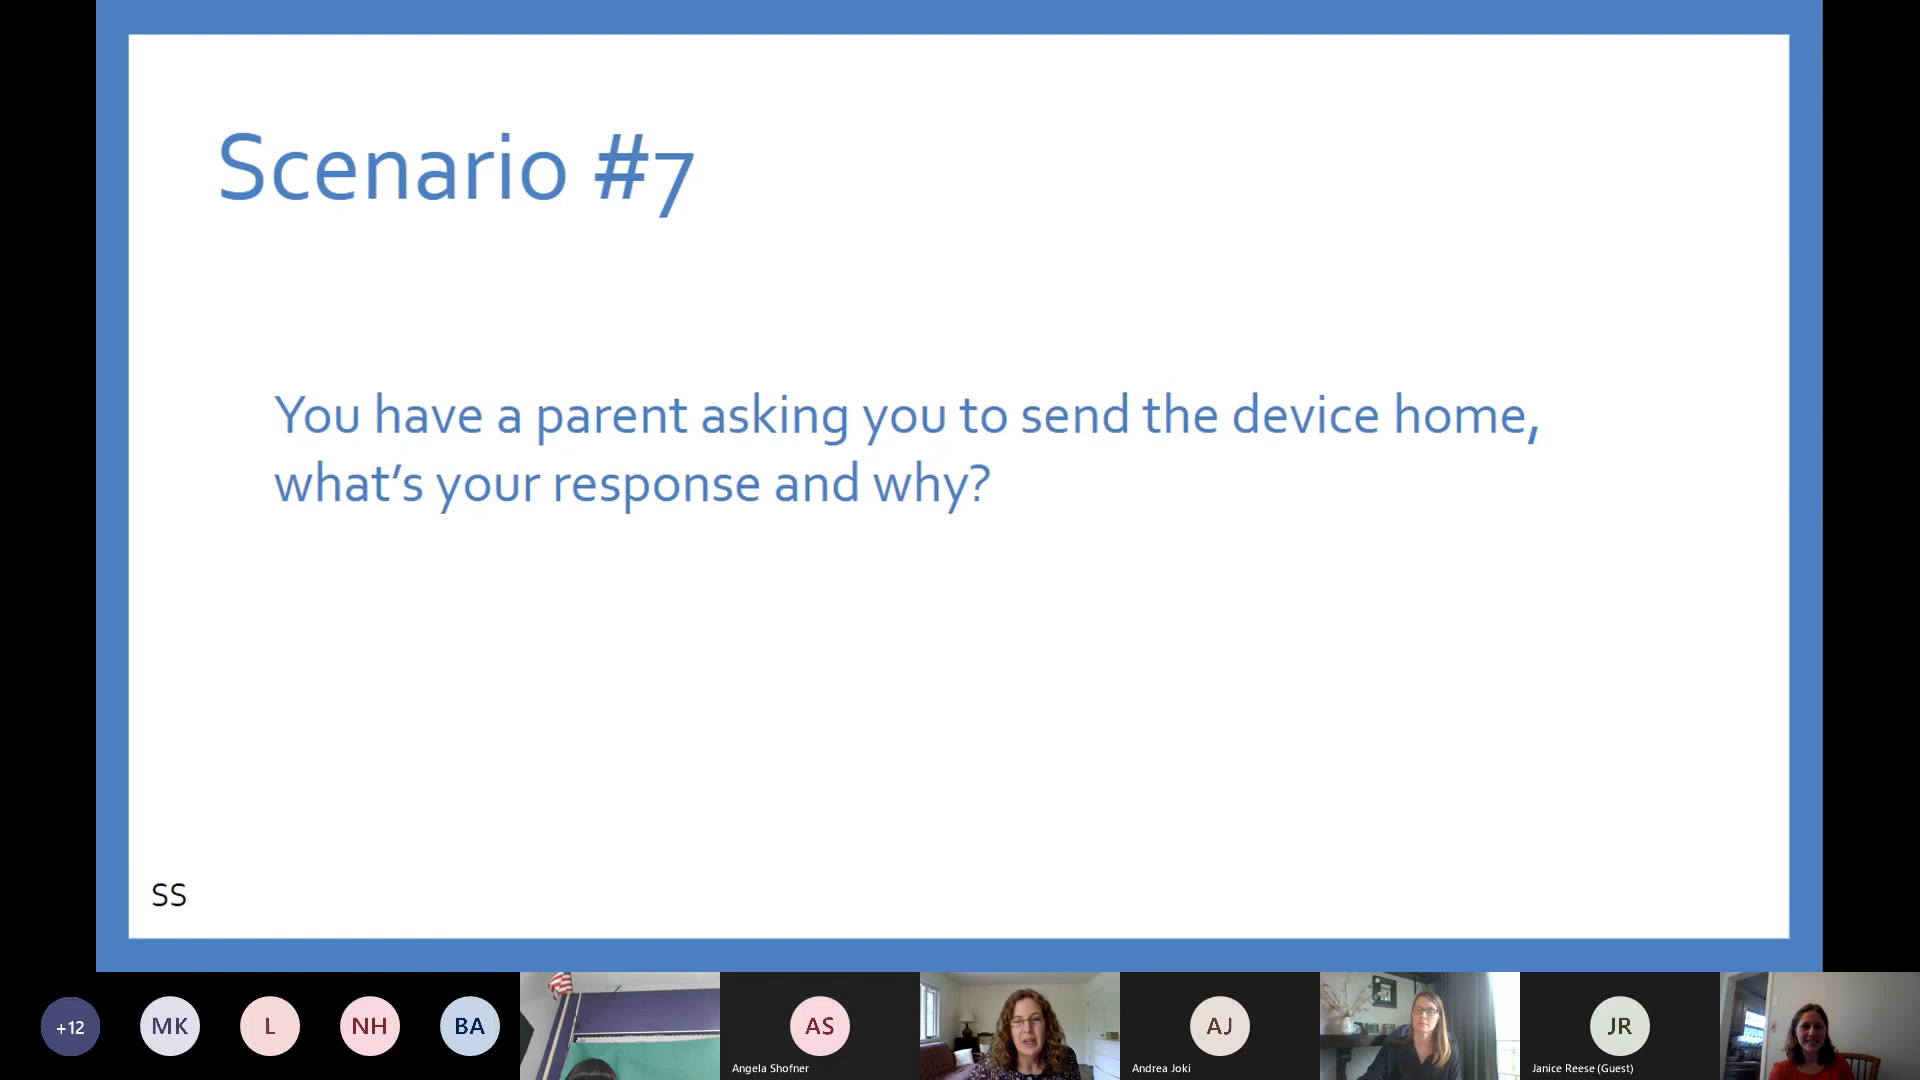 Scenario #7
You have a parent asking you to send the device home,
what's your response and why?
SS
+12
MK
L
NH
BA
AS
Angela Shofner
AJ
Andrea Joki
JR
Janice Reese (Guest)